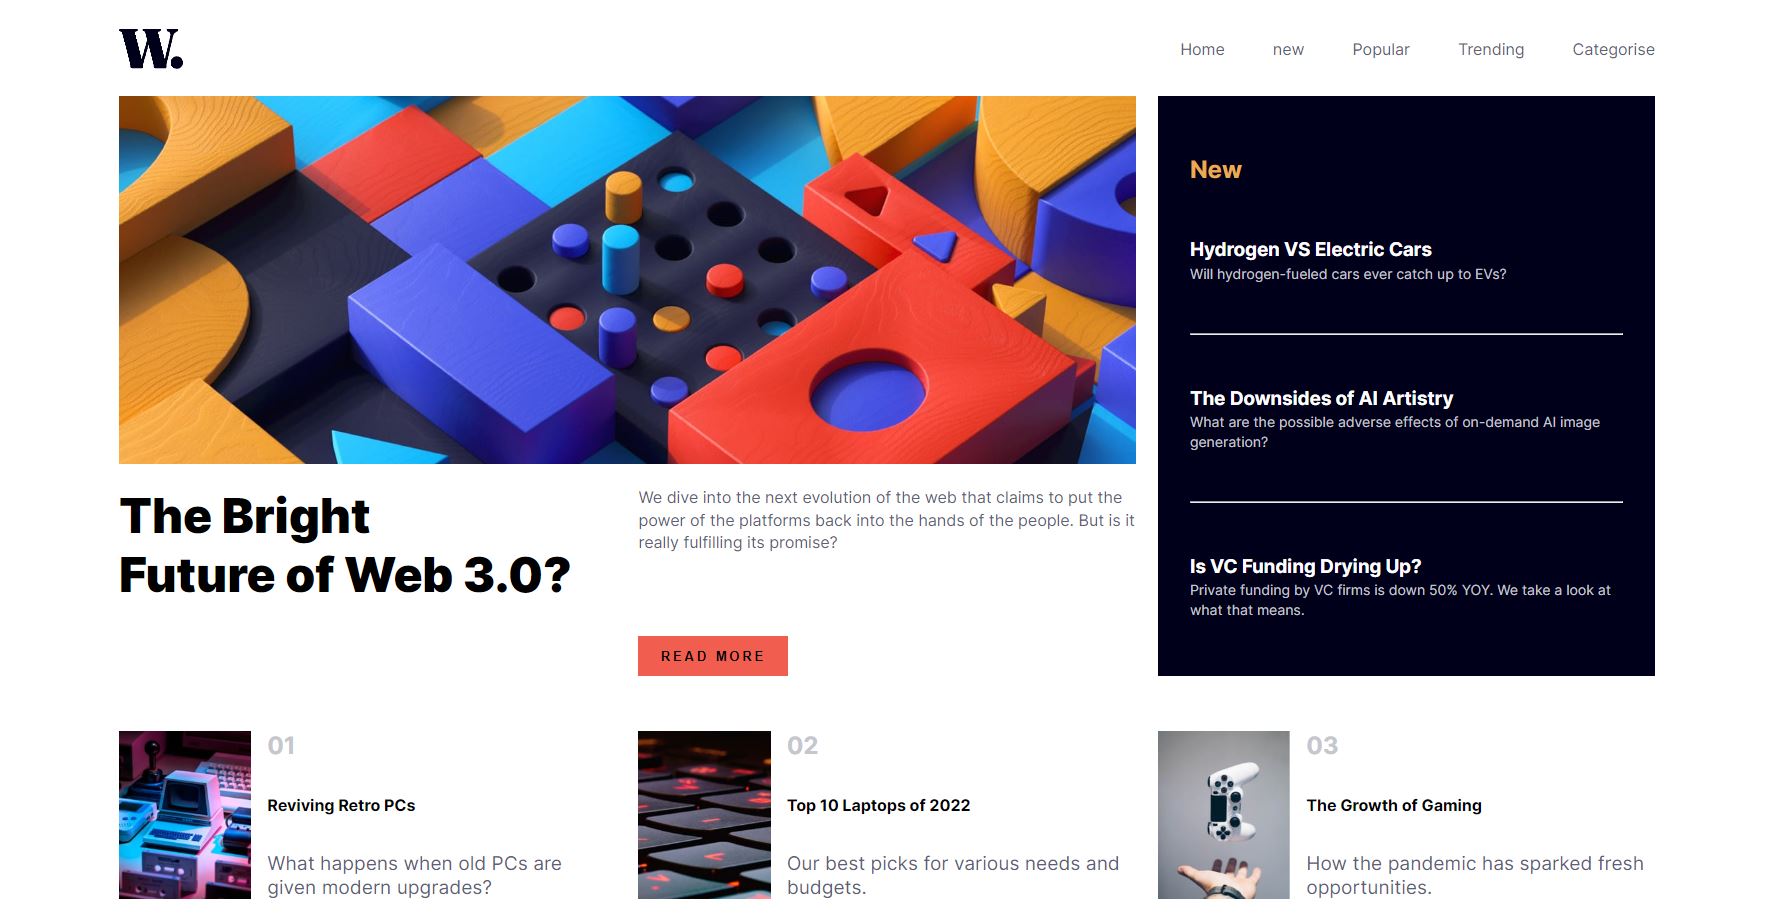 W.
Home new Popular Trending Categorise
New
Hydrogen VS Electric Cars
Will hydrogen-fueled cars ever catch up to EVs?
The Downsides of AI Artistry
What are the possible adverse effects of on-demand AI image
generation?
Is VC Funding Drying Up?
Private funding by VC firms is down 50% YOY. We take a look at
what that means.
The Bright
Future of Web 3.0?
We dive into the next evolution of the web that claims to put the
power of the platforms back into the hands of the people. But is it
really fulfilling its promise?
READ MORE
01
Reviving Retro PCs
What happens when old PCs are
given modern upgrades?
02
Top 10 Laptops of 2022
Our best picks for various needs and
budgets.
03
The Growth of Gaming
How the pandemic has sparked fresh
opportunities.